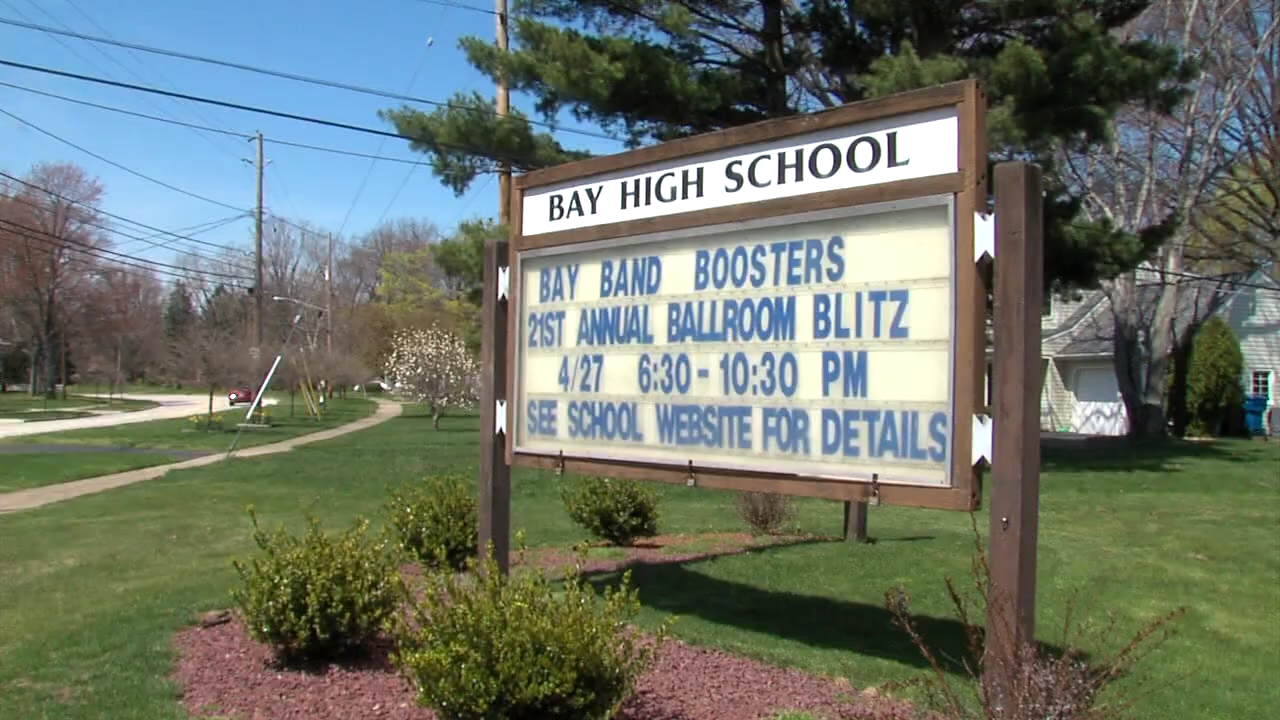 BAY HIGH SCHOOL
BAY BAND BOOSTERS
21ST ANNUAL BALLROOM BLITZ
4/27 6:30-10:30 PM
SEE SCHOOL WEBSITE FOR DETAILS